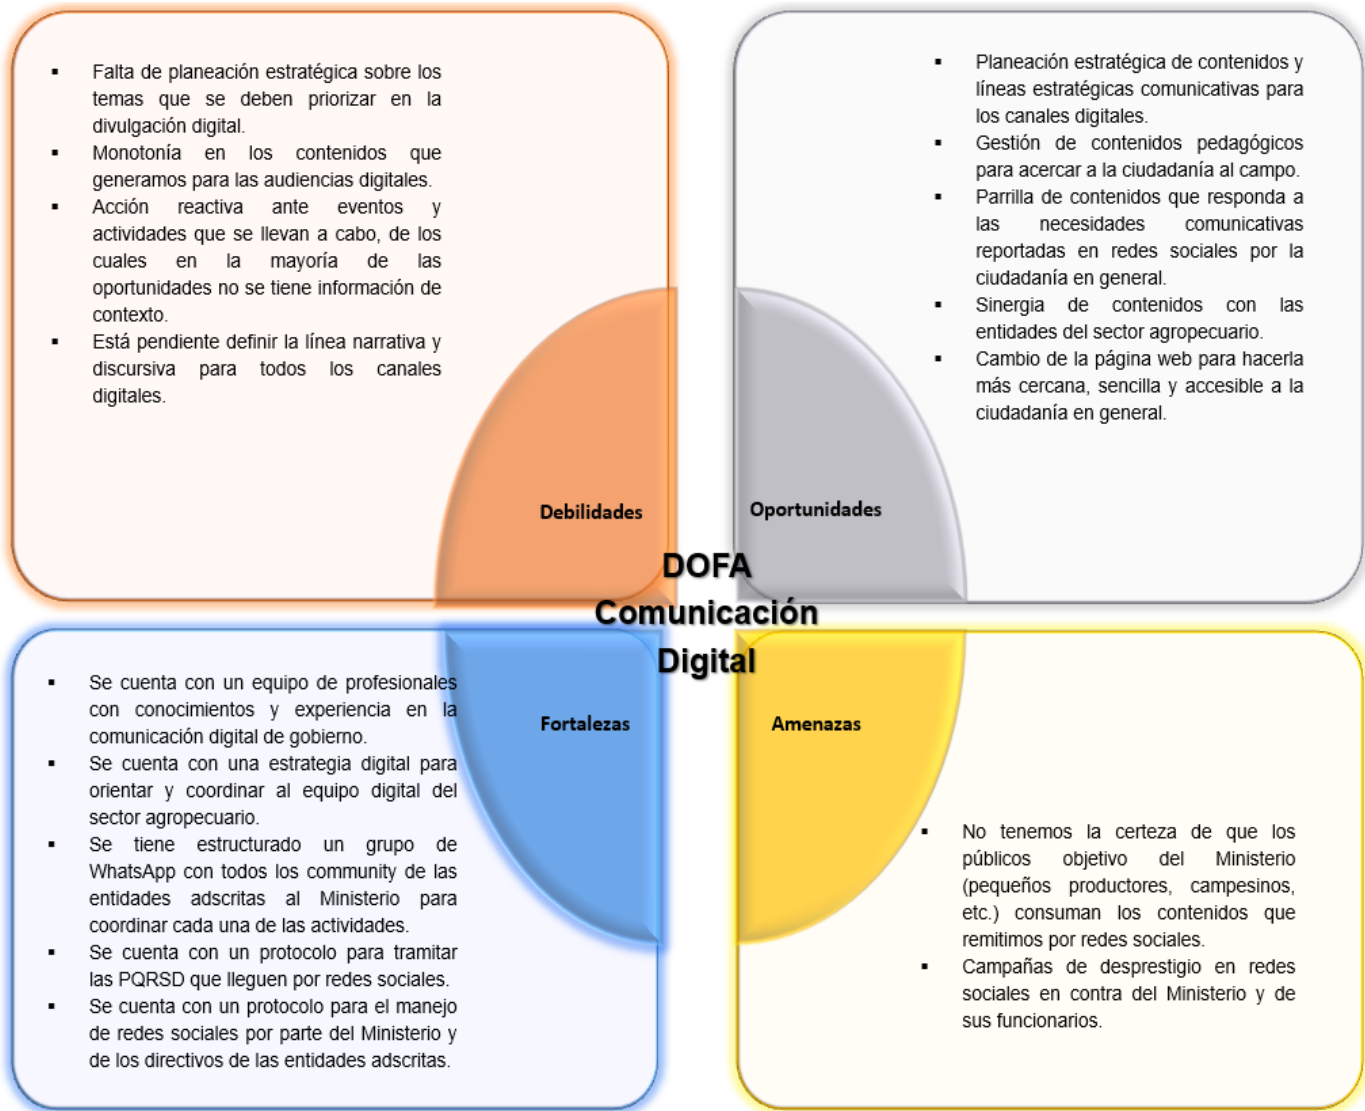 Falta de planeación estratégica sobre los
temas que se deben priorizar en la
divulgación digital.
Monotonía en los contenidos que
generamos para las audiencias digitales.
Acción reactiva ante eventos y
actividades que se llevan a cabo, de los
cuales en la mayoría de las
oportunidades no se tiene información de
contexto.
Está pendiente definir la línea narrativa y
discursiva para todos los canales
digitales.
Debilidades
Planeación estratégica de contenidos y
líneas estratégicas comunicativas para
los canales digitales.
Gestión de contenidos pedagógicos
para acercar a la ciudadanía al campo.
Parrilla de contenidos que responda a
las necesidades comunicativas
reportadas en redes sociales por la
ciudadanía en general.
Sinergia de contenidos con las
entidades del sector agropecuario.
Cambio de la página web para hacerla
más cercana, sencilla y accesible a la
ciudadanía en general.
Oportunidades
DOFA
Comunicación
Digital
Se cuenta con un equipo de profesionales
con conocimientos y experiencia en la
comunicación digital de gobierno.
Se cuenta con una estrategia digital para
orientar y coordinar al equipo digital del
sector agropecuario.
Se tiene estructurado un grupo de
WhatsApp con todos los community de las
entidades adscritas al Ministerio para
coordinar cada una de las actividades.
Se cuenta con un protocolo para tramitar
las PQRSD que lleguen por redes sociales.
Se cuenta con un protocolo para el manejo
de redes sociales por parte del Ministerio y
de los directivos de las entidades adscritas.
Fortalezas
Amenazas
No tenemos la certeza de que los
públicos objetivo del Ministerio
(pequeños productores, campesinos,
etc.) consuman los contenidos que
remitimos por redes sociales.
Campañas de desprestigio en redes
sociales en contra del Ministerio y de
sus funcionarios.